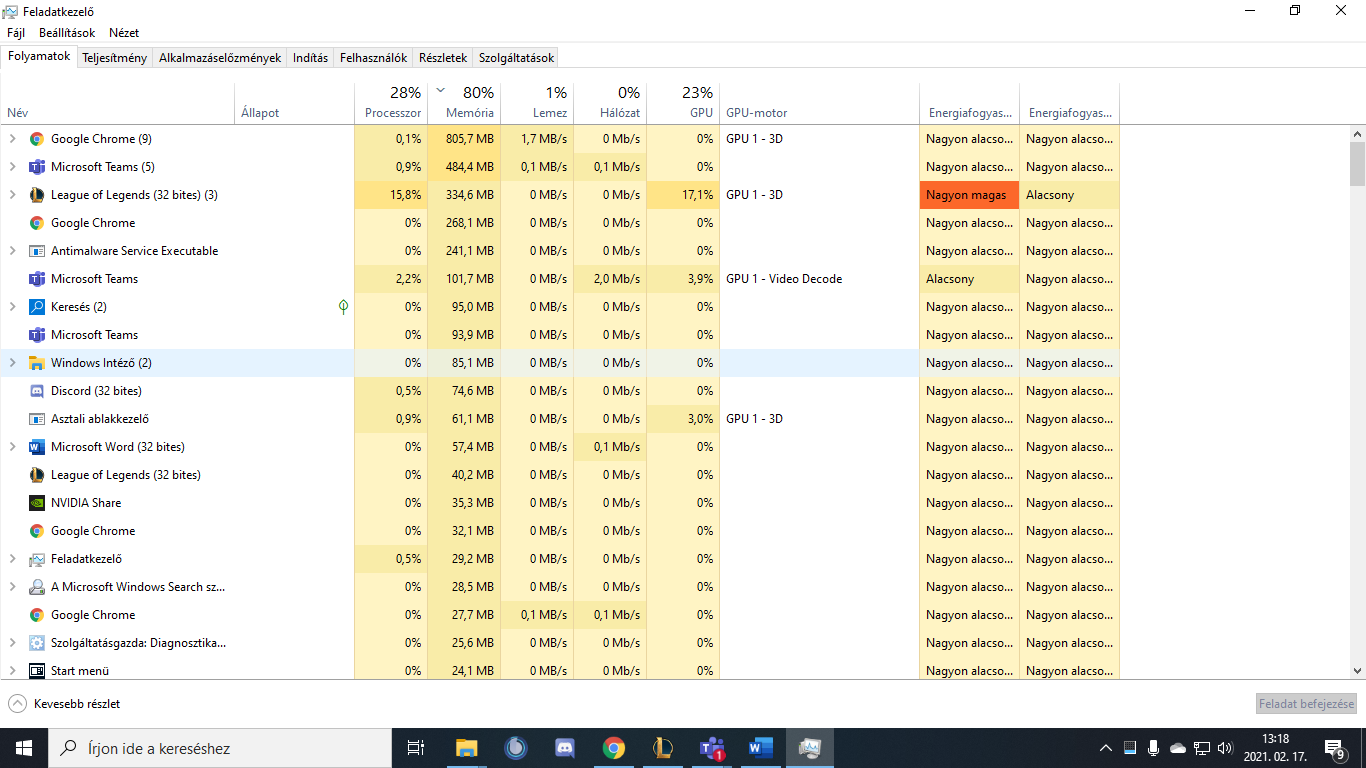 Feladatkezelő
Fájl Beállítások Nézet
Folyamatok Teljesítmény Alkalmazáselőzmények Indítás Felhasználók Részletek Szolgáltatások
28% 80% 1% 0% 23%
Név Állapot Processzor Memória Lemez Hálózat GPU GPU-motor Energiafogyas... Energiafogyas...
Google Chrome (9) 0,1% 805,7 MB 1,7 MB/s 0 Mb/s 0% GPU 1 - 3D Nagyon alacso... Nagyon alacso...
Microsoft Teams (5) 0,9% 484,4 MB 0,1 MB/s 0,1 Mb/s 0% Nagyon alacso... Nagyon alacso...
League of Legends (32 bites) (3) 15,8% 334,6 MB 0 MB/s 0 Mb/s 17,1% GPU 1 - 3D Nagyon magas Alacsony
Google Chrome 0% 268,1 MB 0 MB/s 0 Mb/s 0% Nagyon alacso... Nagyon alacso...
Antimalware Service Executable 0% 241,1 MB 0 MB/s 0 Mb/s 0% Nagyon alacso... Nagyon alacso...
Microsoft Teams 2,2% 101,7 MB 0 MB/s 2,0 Mb/s 3,9% GPU 1 - Video Decode Alacsony Nagyon alacso...
Keresés (2) 0% 95,0 MB 0 MB/s 0 Mb/s 0% Nagyon alacso... Nagyon alacso...
Microsoft Teams 0% 93,9 MB 0 MB/s 0 Mb/s 0% Nagyon alacso... Nagyon alacso...
Windows Intéző (2) 0% 85,1 MB 0 MB/s 0 Mb/s 0% Nagyon alacso... Nagyon alacso...
Discord (32 bites) 0,5% 74,6 MB 0 MB/s 0 Mb/s 0% Nagyon alacso... Nagyon alacso...
Asztali ablakkezelő 0,9% 61,1 MB 0 MB/s 0 Mb/s 3,0% GPU 1 - 3D Nagyon alacso... Nagyon alacso...
Microsoft Word (32 bites) 0% 57,4 MB 0 MB/s 0,1 Mb/s 0% Nagyon alacso... Nagyon alacso...
League of Legends (32 bites) 0% 40,2 MB 0 MB/s 0 Mb/s 0% Nagyon alacso... Nagyon alacso...
NVIDIA Share 0% 35,3 MB 0 MB/s 0 Mb/s 0% Nagyon alacso... Nagyon alacso...
Google Chrome 0% 32,1 MB 0 MB/s 0 Mb/s 0% Nagyon alacso... Nagyon alacso...
Feladatkezelő 0,5% 29,2 MB 0 MB/s 0 Mb/s 0% Nagyon alacso... Nagyon alacso...
A Microsoft Windows Search sz... 0% 28,5 MB 0 MB/s 0 Mb/s 0% Nagyon alacso... Nagyon alacso...
Google Chrome 0% 27,7 MB 0,1 MB/s 0,1 Mb/s 0% Nagyon alacso... Nagyon alacso...
Szolgáltatásgazda: Diagnosztika... 0% 25,6 MB 0 MB/s 0 Mb/s 0% Nagyon alacso... Nagyon alacso...
Start menü 0% 24,1 MB 0 MB/s 0 Mb/s 0% Nagyon alacso... Nagyon alacso...
Kevesebb részlet Feladat befejezése
Írjon ide a kereséshez 1 13:18
2021. 02. 17. 9